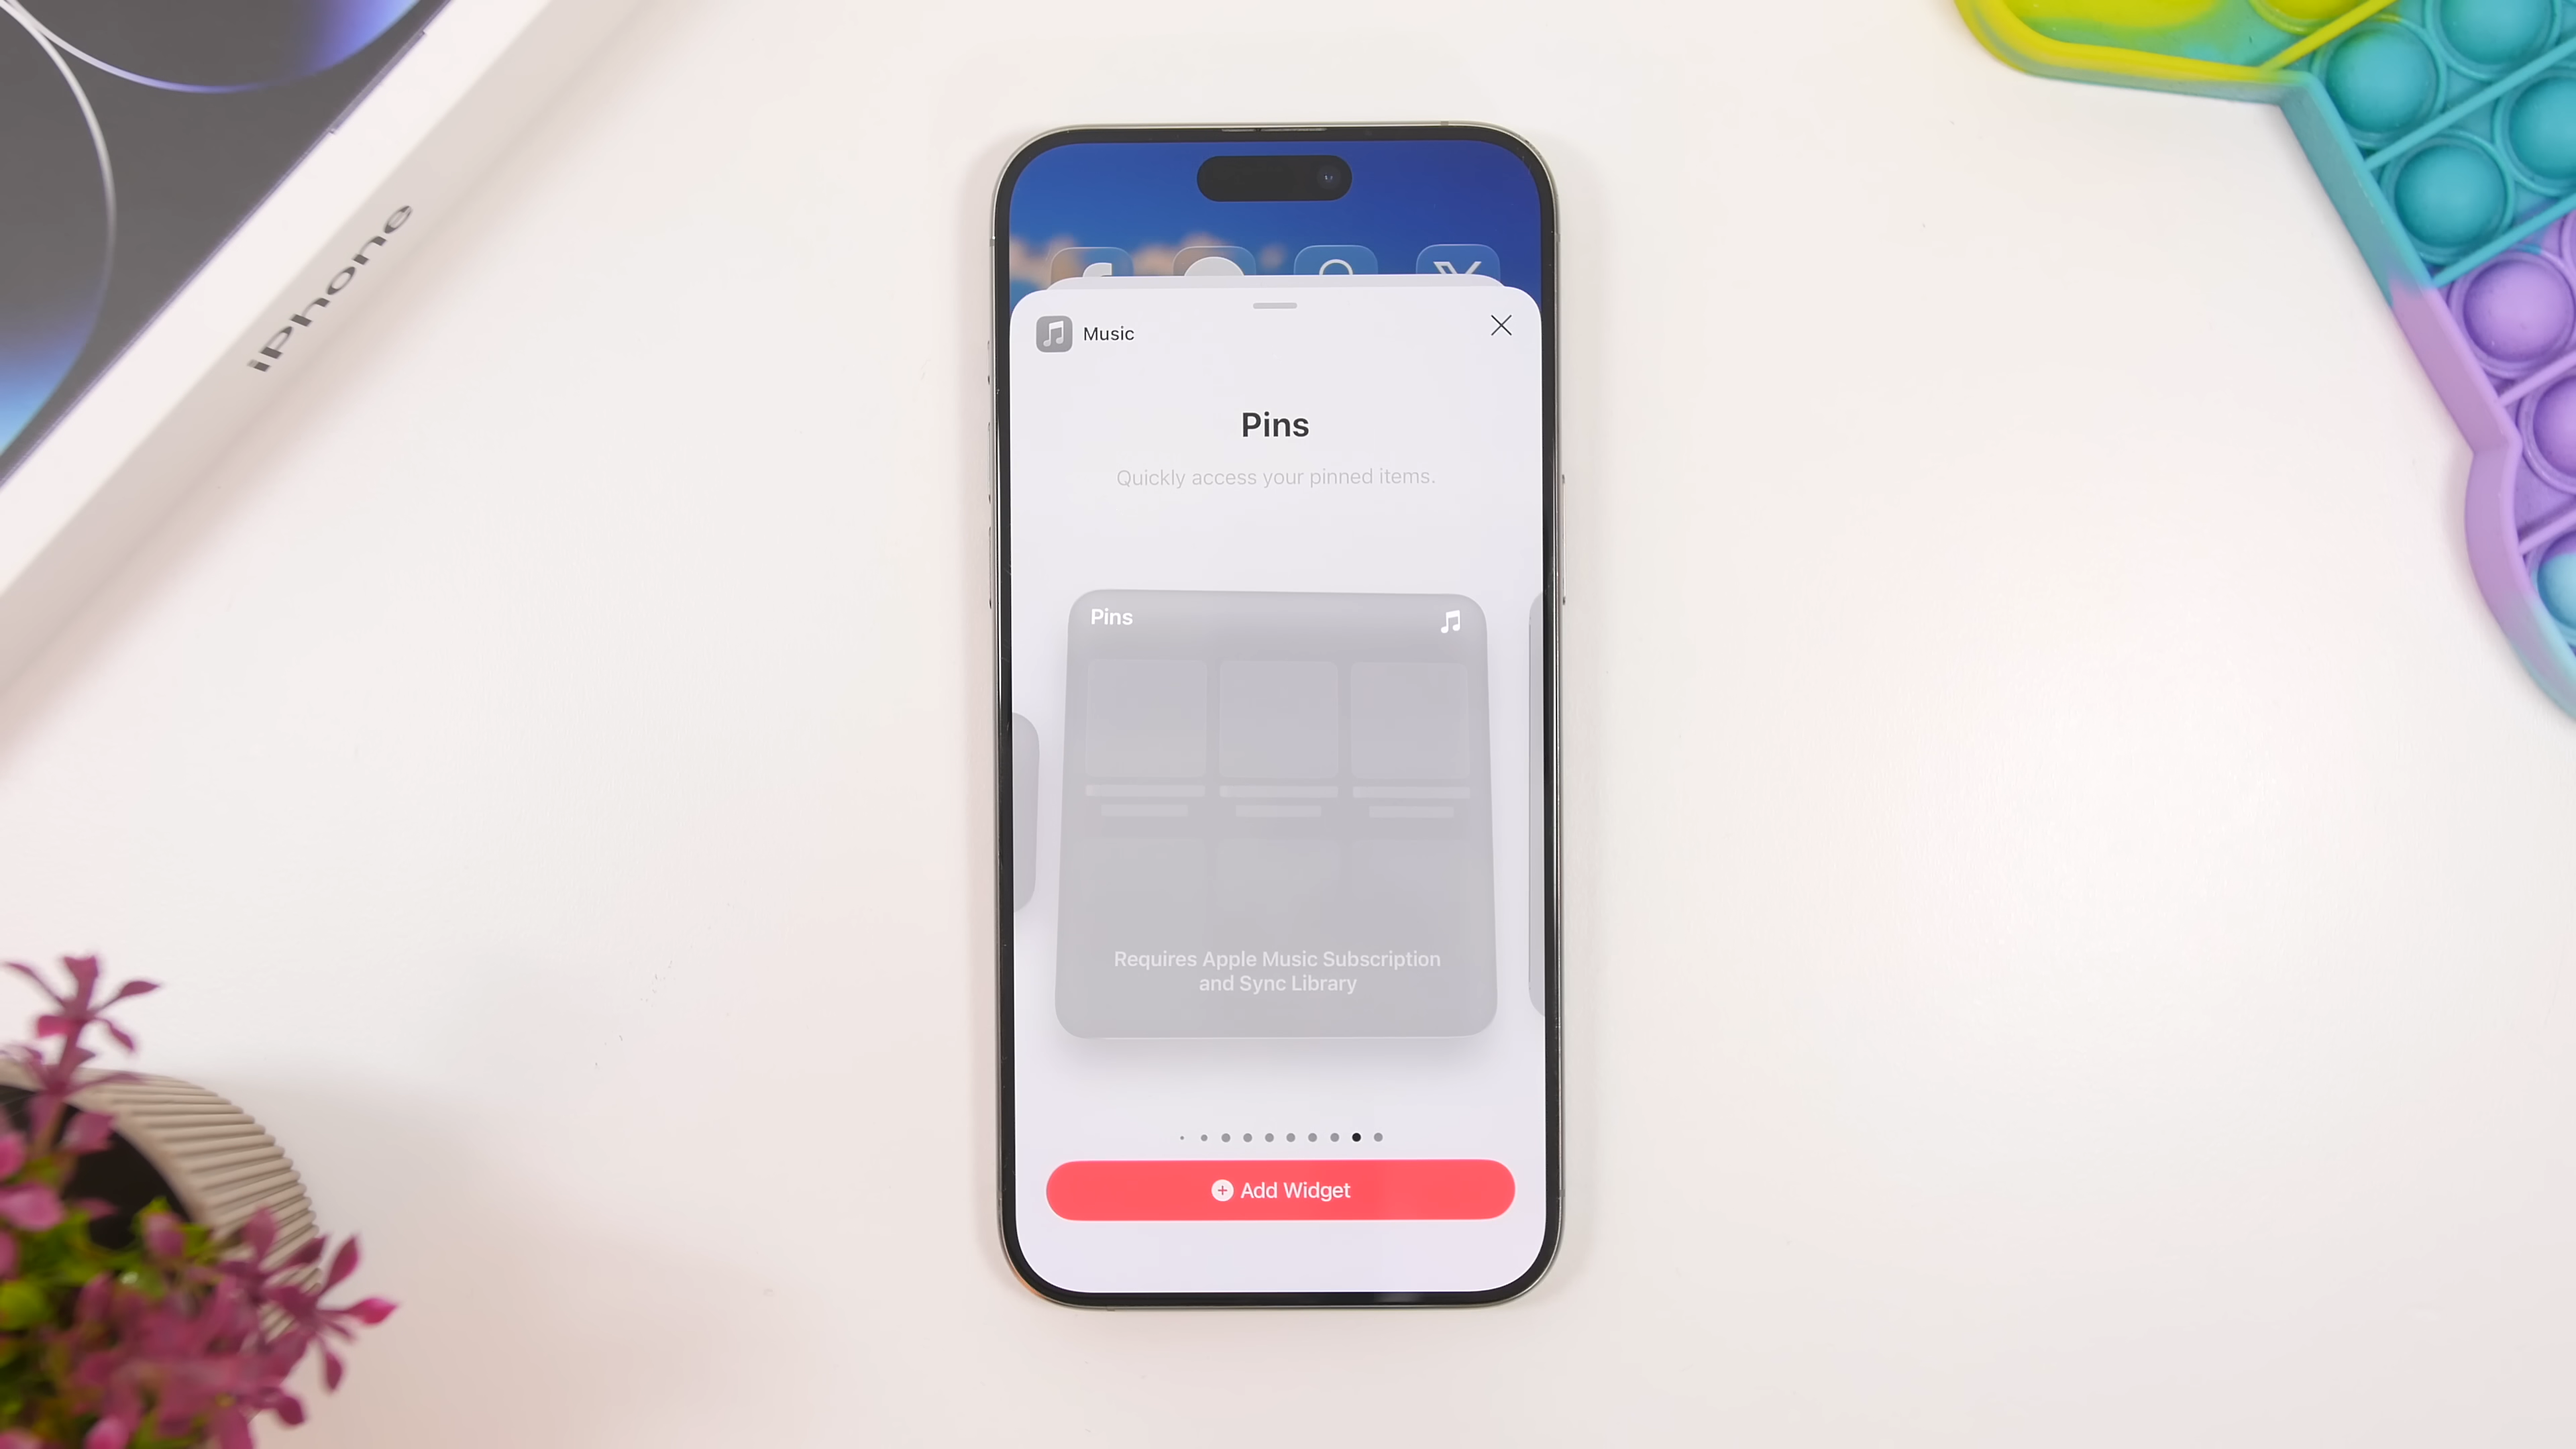 iPhone
Music
Pins
Quickly access your pinned items.
Pins
Requires Apple Music Subscription
and Sync Library
Add Widget